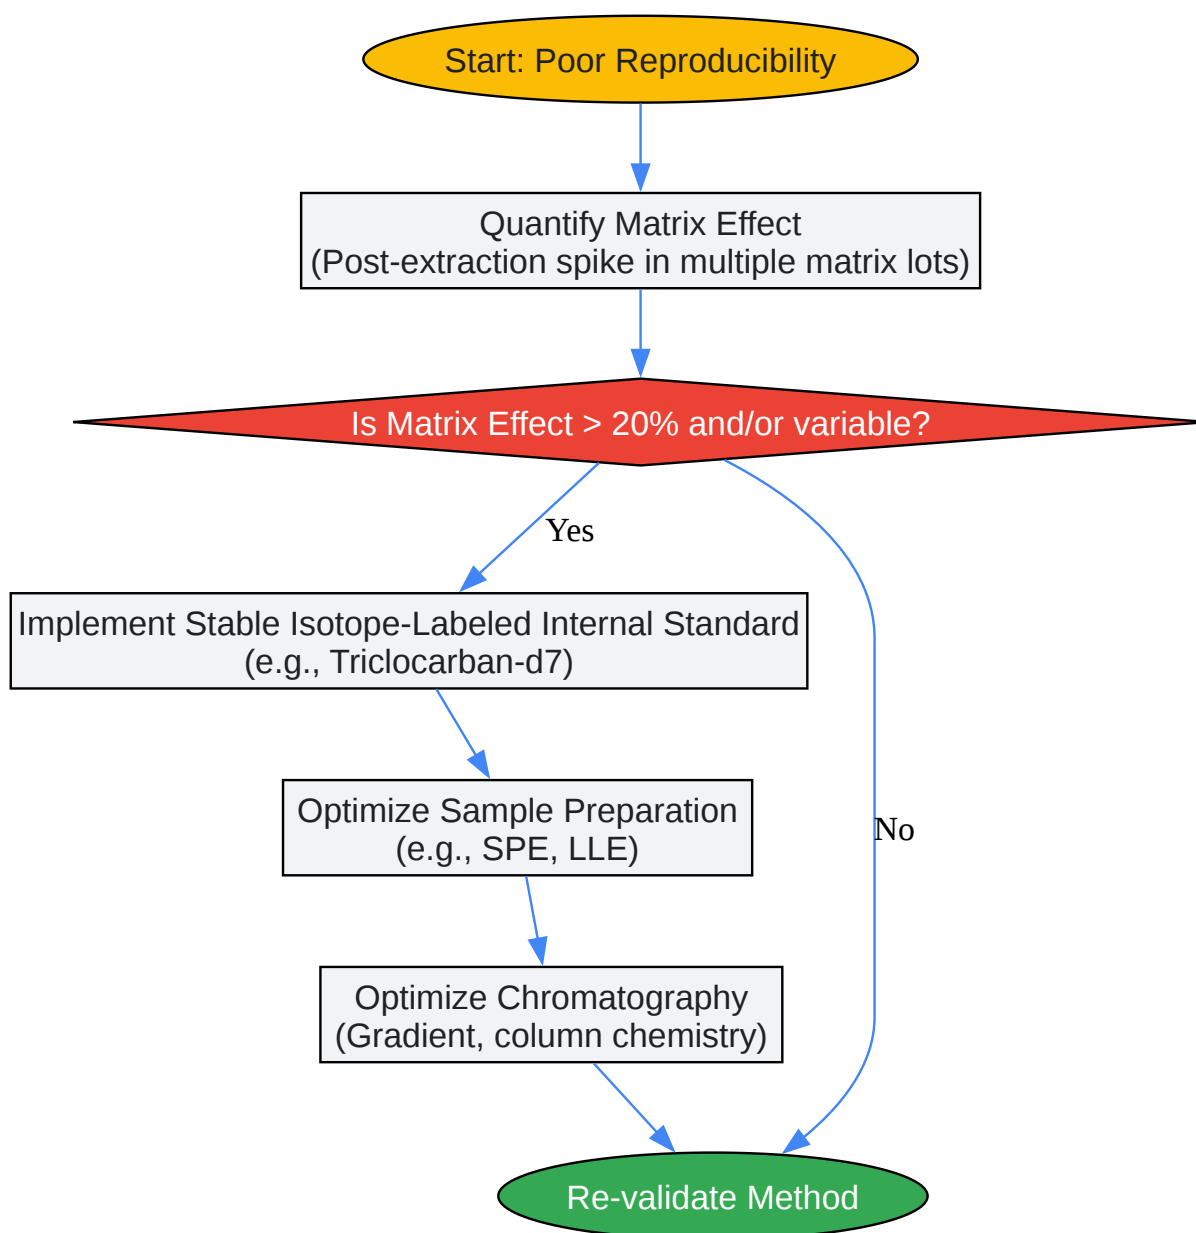 Start: Poor Reproducibility
Quantify Matrix Effect
(Post-extraction spike in multiple matrix lots)
Is Matrix Effect > 20% and/or variable?
Yes
Implement Stable Isotope-Labeled Internal Standard
(e.g., Triclocarban-d7)
Optimize Sample Preparation
(e.g., SPE, LLE)
No
Optimize Chromatography
(Gradient, column chemistry)
Re-validate Method